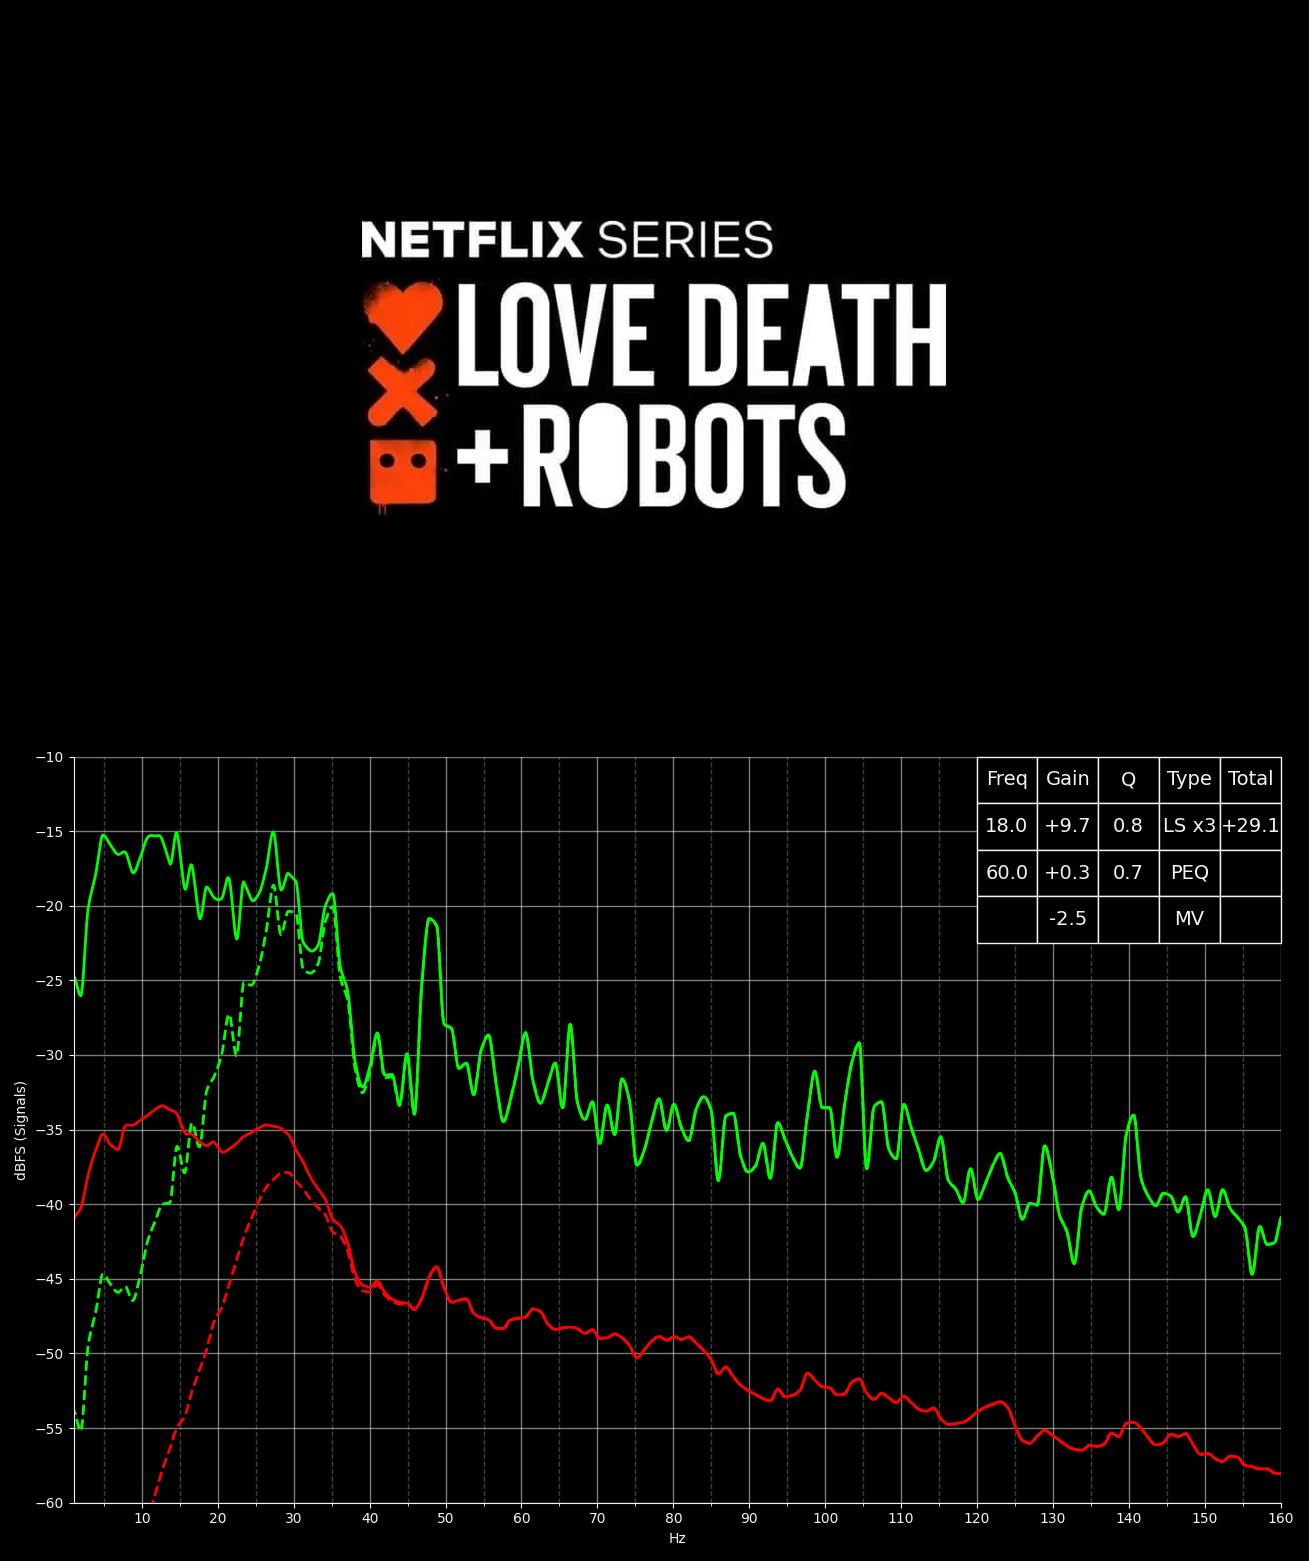 NETFLIX SERIES
LOVE DEATH
+ROBOTS
Freq Gain Q Type Total
18.0 +9.7 0.8 LS x3 +29.1
60.0 +0.3 0.7 PEQ
-2.5 MV
−10
−15
−20
−25
−30
−35
−40
−45
−50
−55
−60
dBFS (Signals)
10 20 30 40 50 60 70 80 90 100 110 120 130 140 150 160
Hz